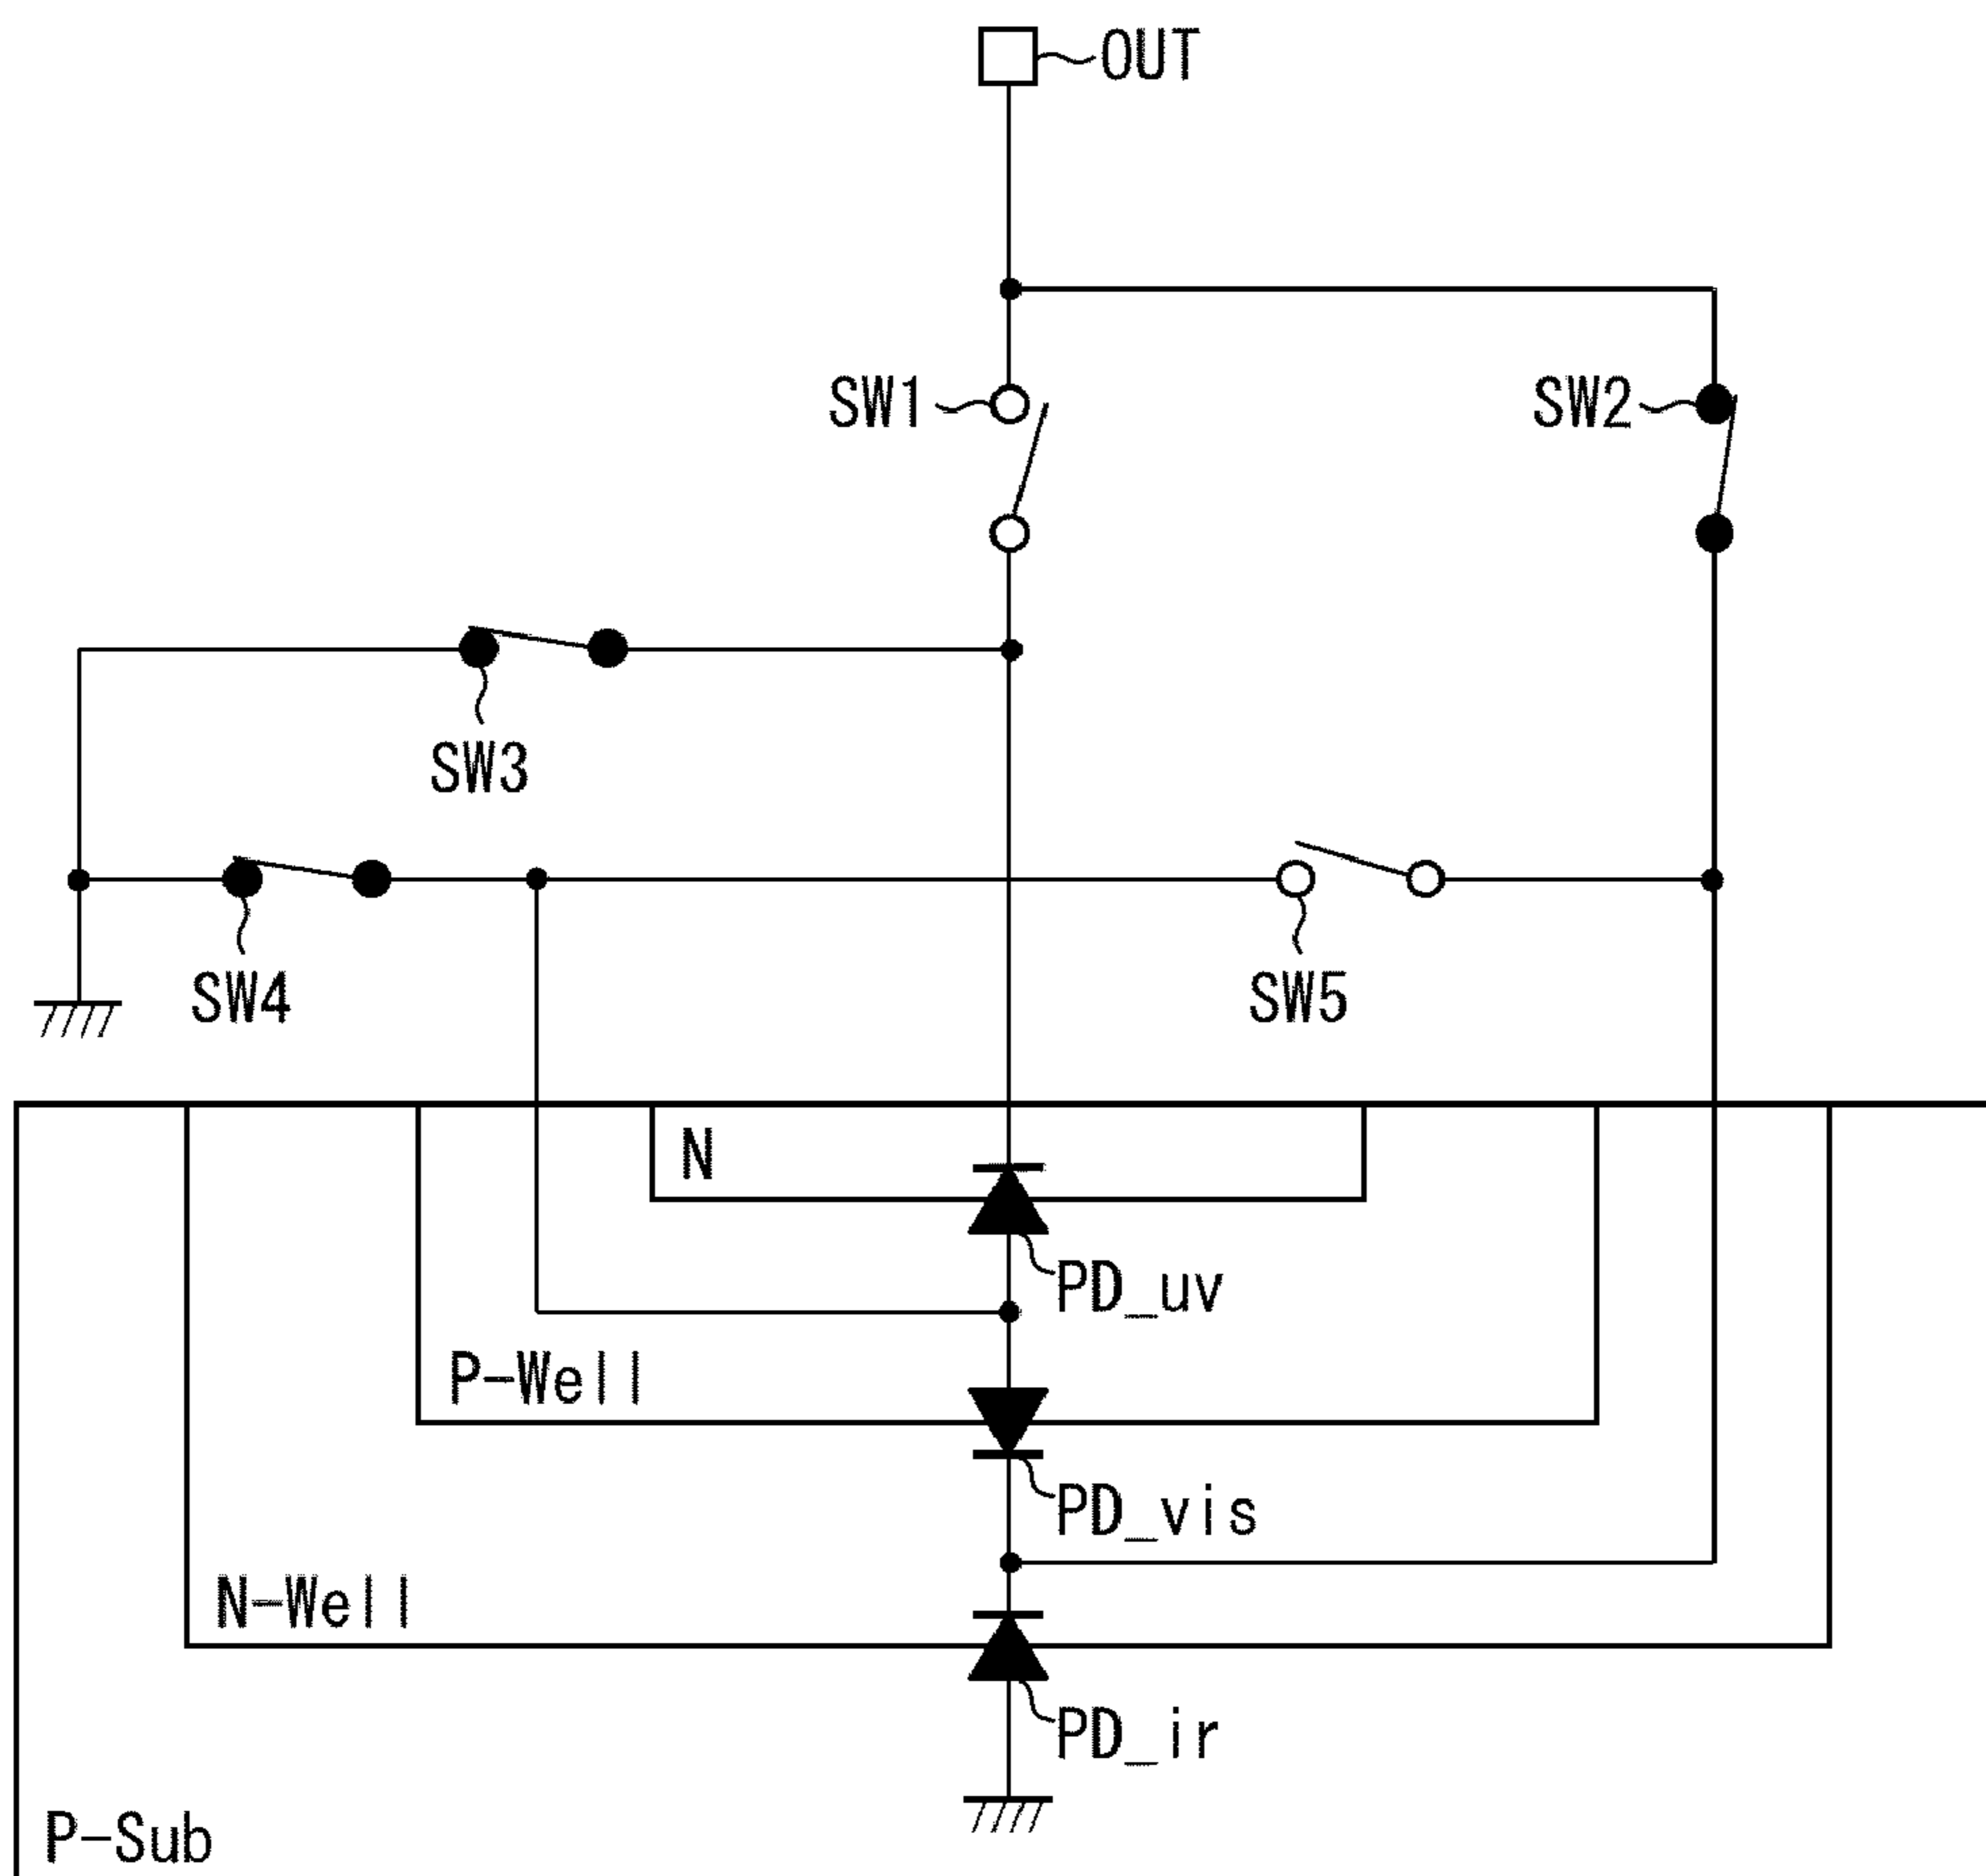 OUT
SW1
SW2
SW3
SW4
SW5
N
PD_uv
P-Well
PD_vis
N-Well
PD_ir
P-Sub